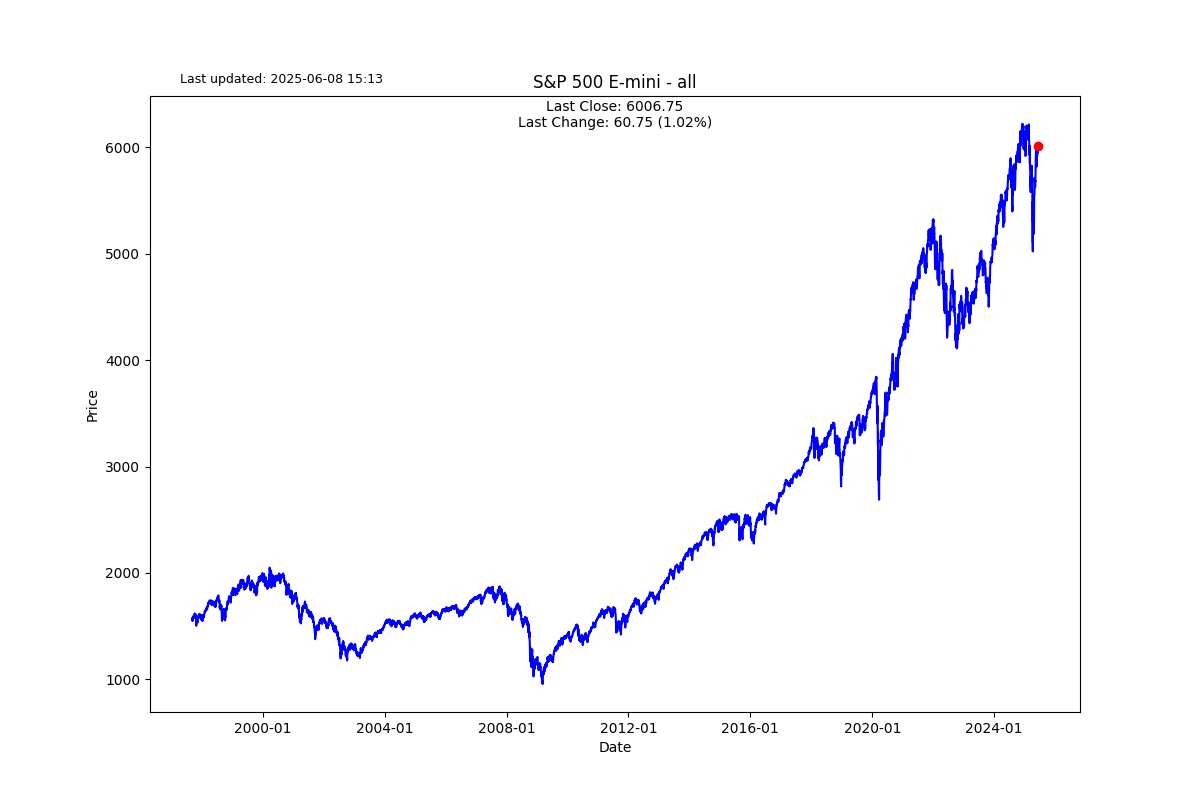 Last updated: 2025-06-08 15:13
S&P 500 E-mini - all
Last Close: 6006.75
Last Change: 60.75 (1.02%)
6000
5000
4000
3000
2000
1000
Price
2000-01 2004-01 2008-01 2012-01 2016-01 2020-01 2024-01
Date